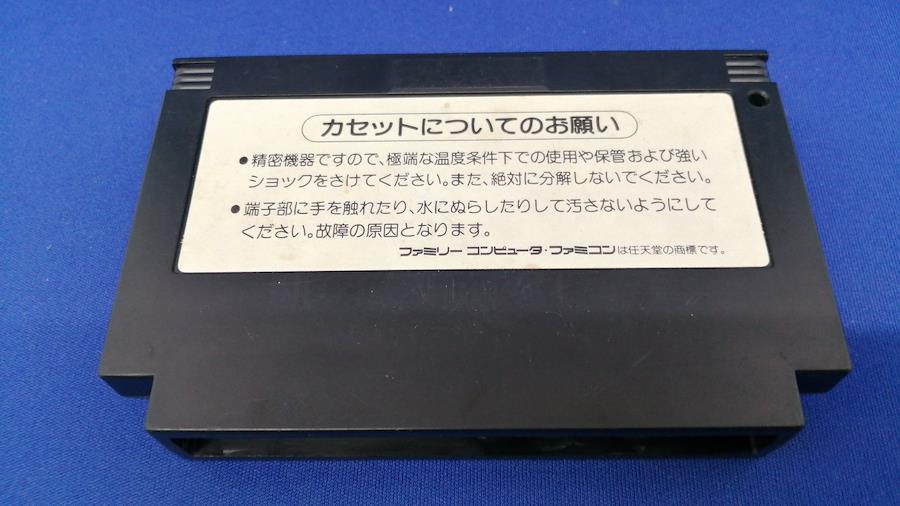 カセットについてのお願い
●精密機器ですので、極端な温度条件下での使用や保管および強い
ショックをさけてください。また、絶対に分解しないでください。
●端子部に手を触れたり、水にぬらしたりして汚さないようにして
ください。故障の原因となります。
ファミリー コンピュータ・ファミコンは任天堂の商標です。